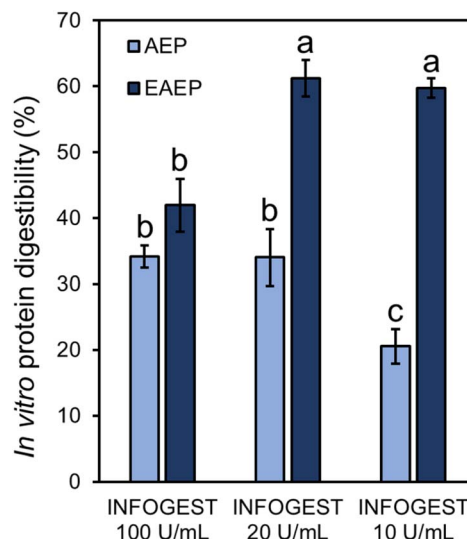 AEP
EAEP
In vitro protein digestibility (%)
70
60
50
40
30
20
10
0
b
b
b
a
c
a
INFOGEST
100 U/mL
INFOGEST
20 U/mL
INFOGEST
10 U/mL